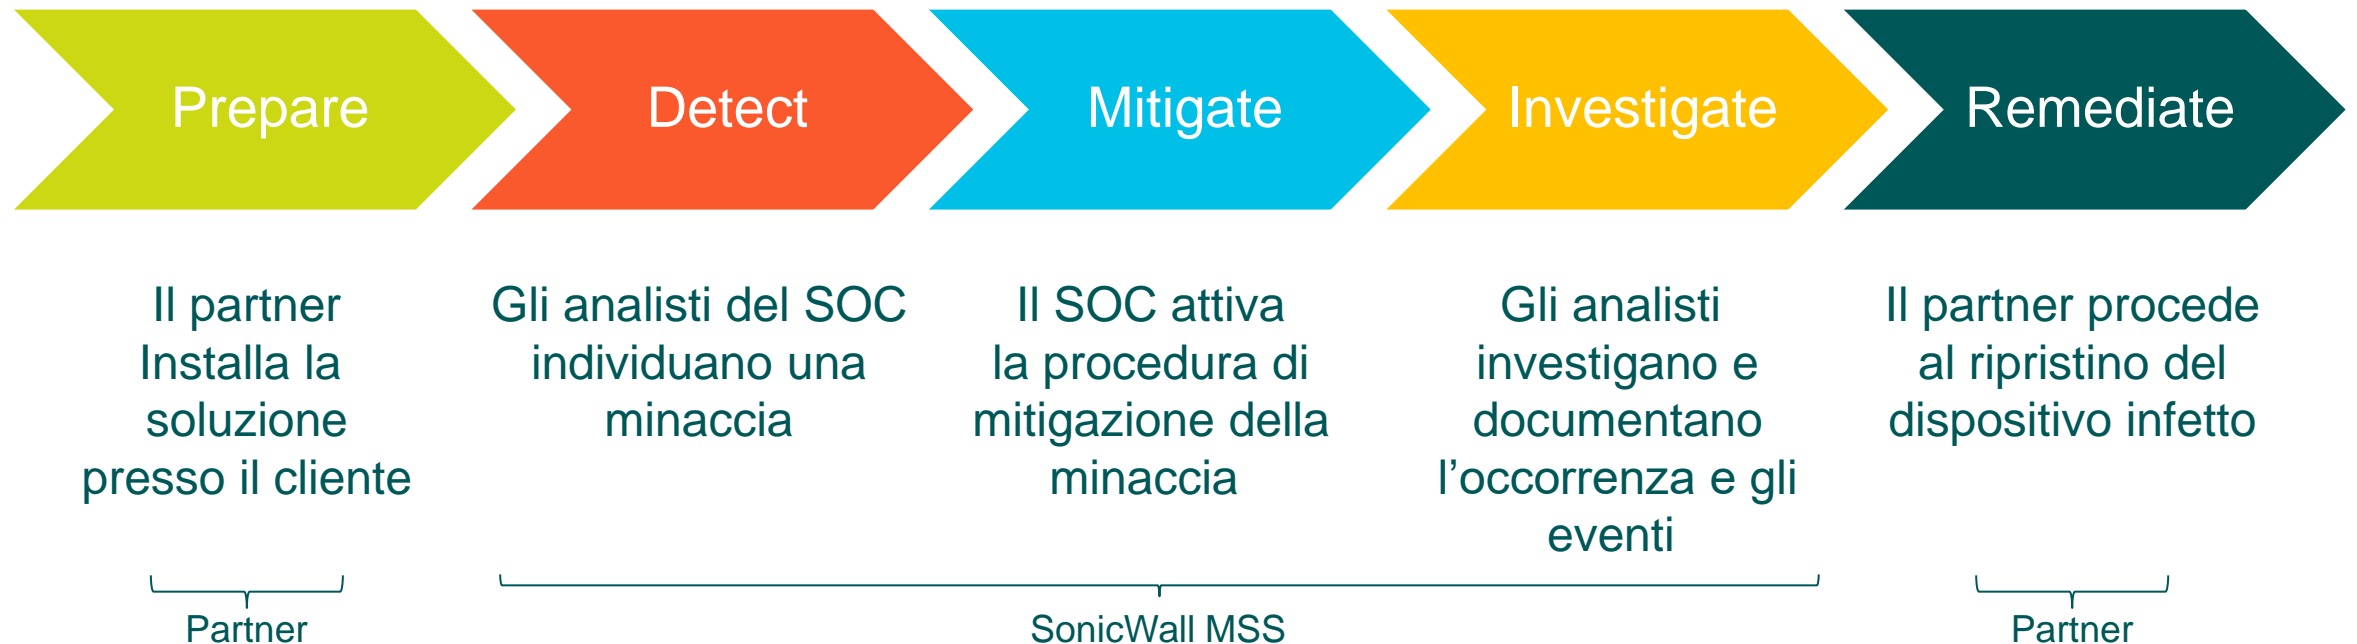 Prepare
Detect
Mitigate
Investigate
Remediate
Il partner
Installa la
soluzione
presso il cliente
Gli analisti del SOC
individuano una
minaccia
Il SOC attiva
la procedura di
mitigazione della
minaccia
Gli analisti
investigano e
documentano
l’occorrenza e gli
eventi
Il partner procede
al ripristino del
dispositivo infetto
Partner
SonicWall MSS
Partner